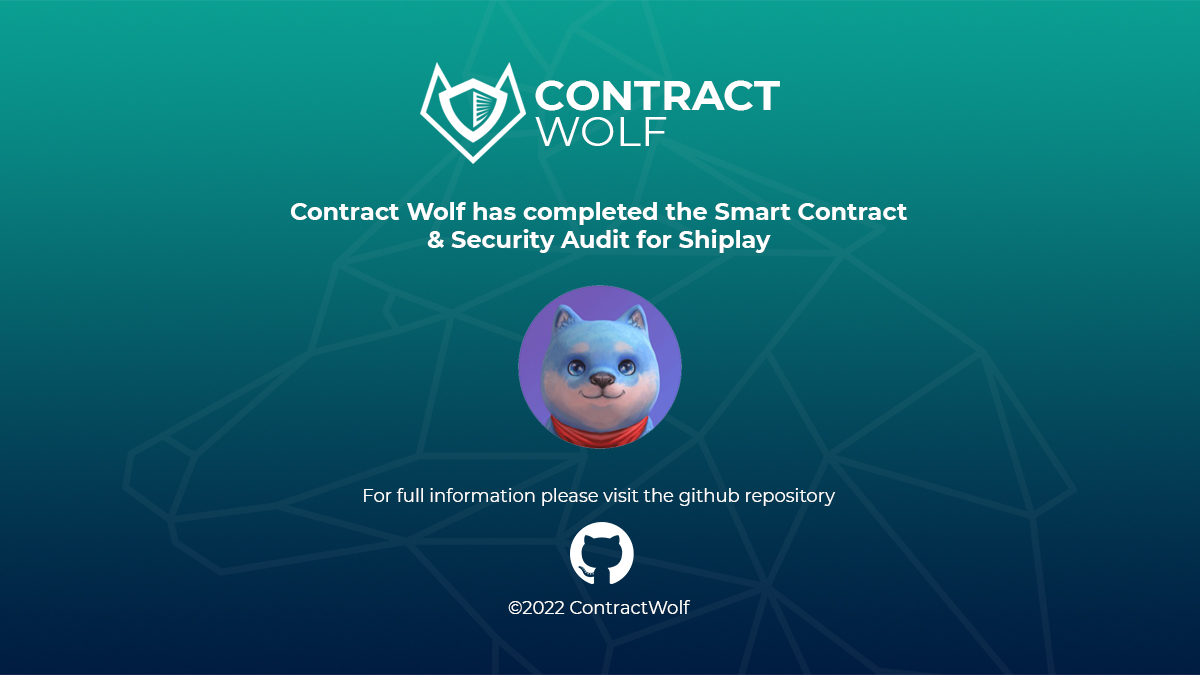 CONTRACT
WOLF
Contract Wolf has completed the Smart Contract
& Security Audit for Shiplay
For full information please visit the github repository
©2022 ContractWolf